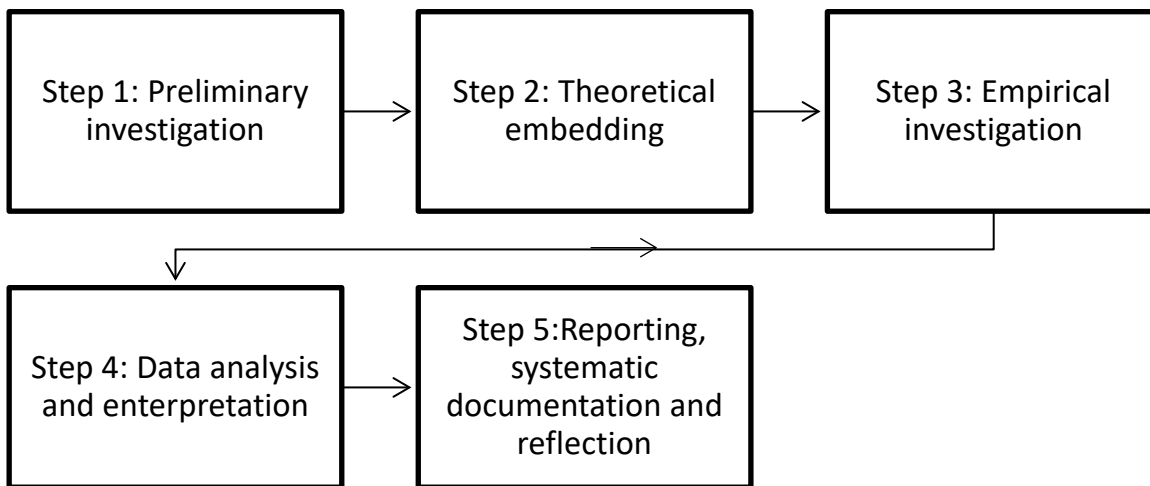 Step 1: Preliminary
investigation
Step 2: Theoretical
embedding
Step 3: Empirical
investigation
Step 4: Data analysis
and enterpretation
Step 5:Reporting,
systematic
documentation and
reflection